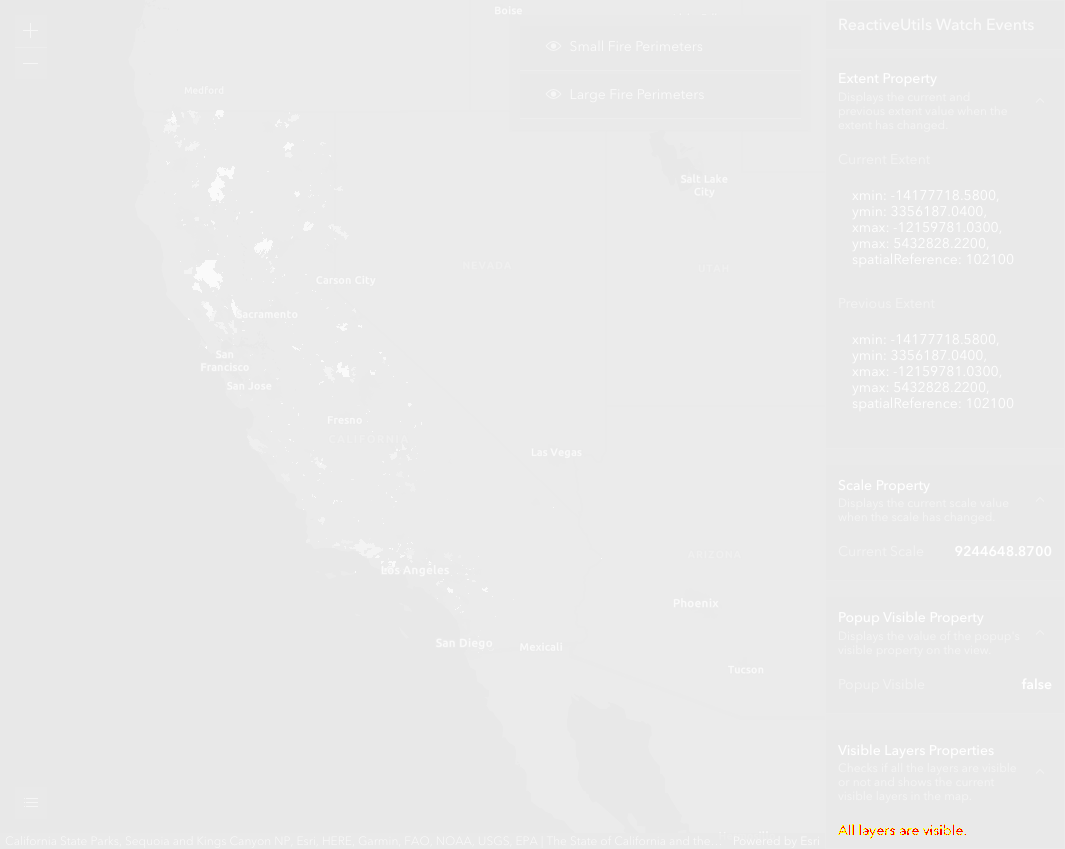 Boise
Small Fire Perimeters
Large Fire Perimeters
Medford
Salt Lake
City
NEVADA
UTAH
Carson City
Sacramento
San
Francisco
San Jose
Fresno
CALIFORNIA
Las Vegas
ARIZONA
Los Angeles
Phoenix
San Diego
Mexicali
Tucson
California State Parks, Sequoia and Kings Canyon NP, Esri, HERE, Garmin, FAO, NOAA, USGS, EPA | The State of California and the
Powered by Esri
ReactiveUtils Watch Events
Extent Property
Displays the current and
previous extent value when the
extent has changed
Current Extent
xmin: -14177718.5800,
ymin: 3356187.0400,
xmax: -12159781.0300,
ymax: 5432828.2200,
spatialReference: 102100
Previous Extent
xmin: -14177718.5800,
ymin: 3356187.0400,
xmax: -12159781.0300,
ymax: 5432828.2200,
spatialReference: 102100
Scale Property
Displays the current scale value
when the scale has changed
Current Scale
9244648.8700
Popup Visible Property
Displays the value of the popup's
visible property on the view
Popup Visible
false
Visible Layers Properties
Checks if all the layers are visible
or not and shows the current
visible layers in the map
All layers are visible.